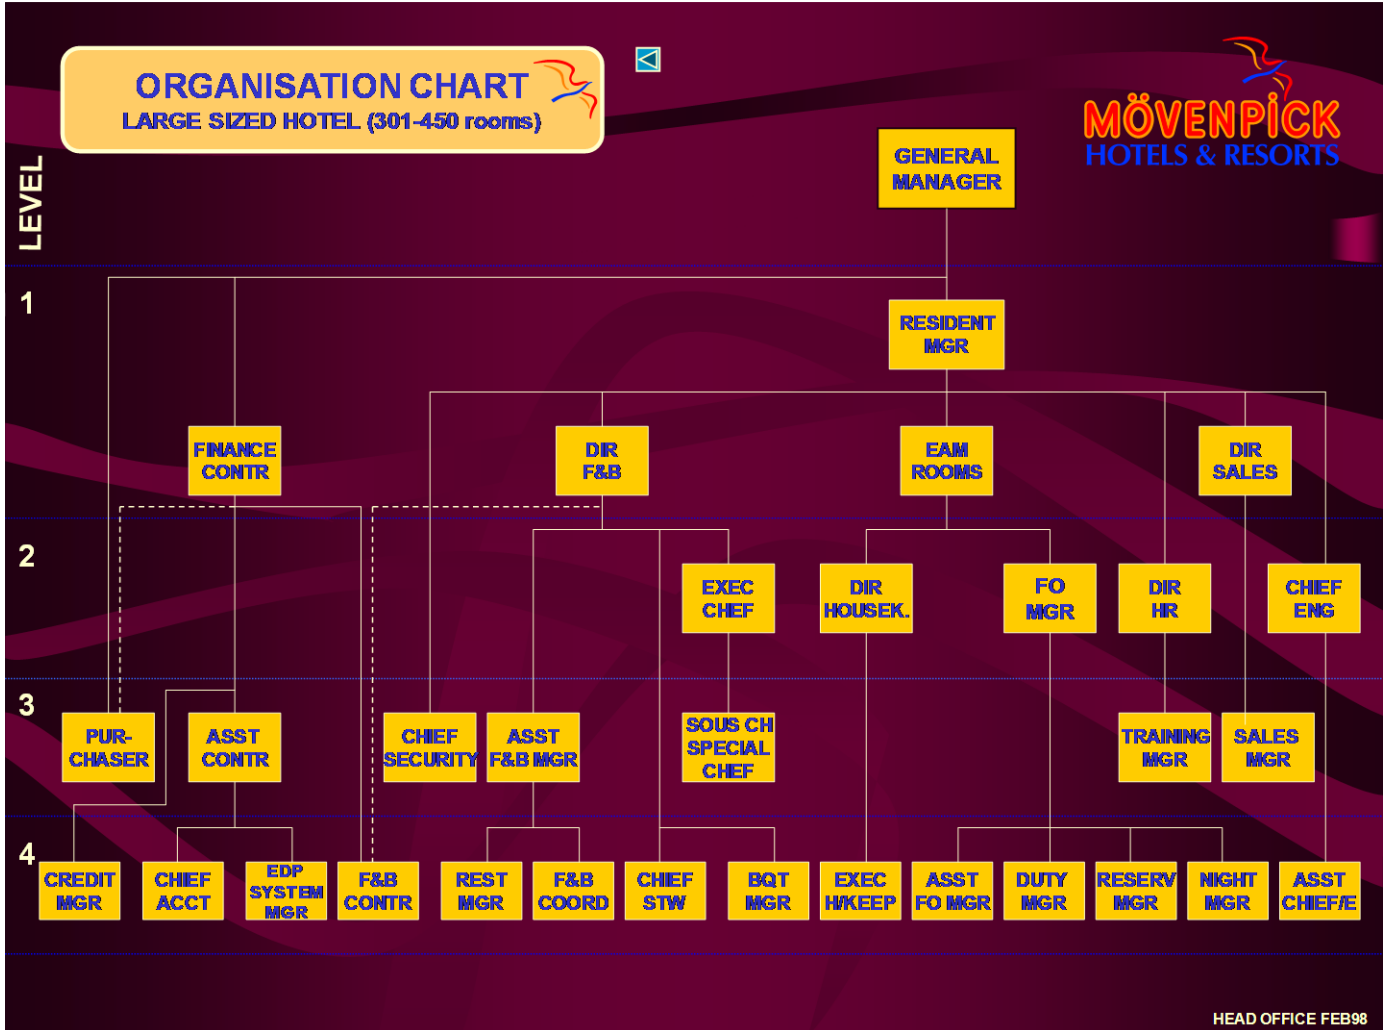 ORGANISATION CHART
LARGE SIZED HOTEL (301-450 rooms)
MÖVENPiCK
HOTELS & RESORTS
LEVEL
GENERAL
MANAGER
1
RESIDENT
MGR
FINANCE
CONTR
DIR
F&B
EAM
ROOMS
DIR
SALES
2
EXEC
CHEF
DIR
HOUSEK.
FO
MGR
DIR
HR
CHIEF
ENG
3
PUR-
CHASER
ASST
CONTR
CHIEF
SECURITY
ASST
F&B MGR
SOUS CH
SPECIAL
CHEF
TRAINING
MGR
SALES
MGR
4
CREDIT
MGR
CHIEF
ACCT
EDP
SYSTEM
MGR
F&B
CONTR
REST
MGR
F&B
COORD
CHIEF
STW
BQT
MGR
EXEC
H/KEEP
ASST
FO MGR
DUTY
MGR
RESERV
MGR
NIGHT
MGR
ASST
CHIEF/E
HEAD OFFICE FEB98